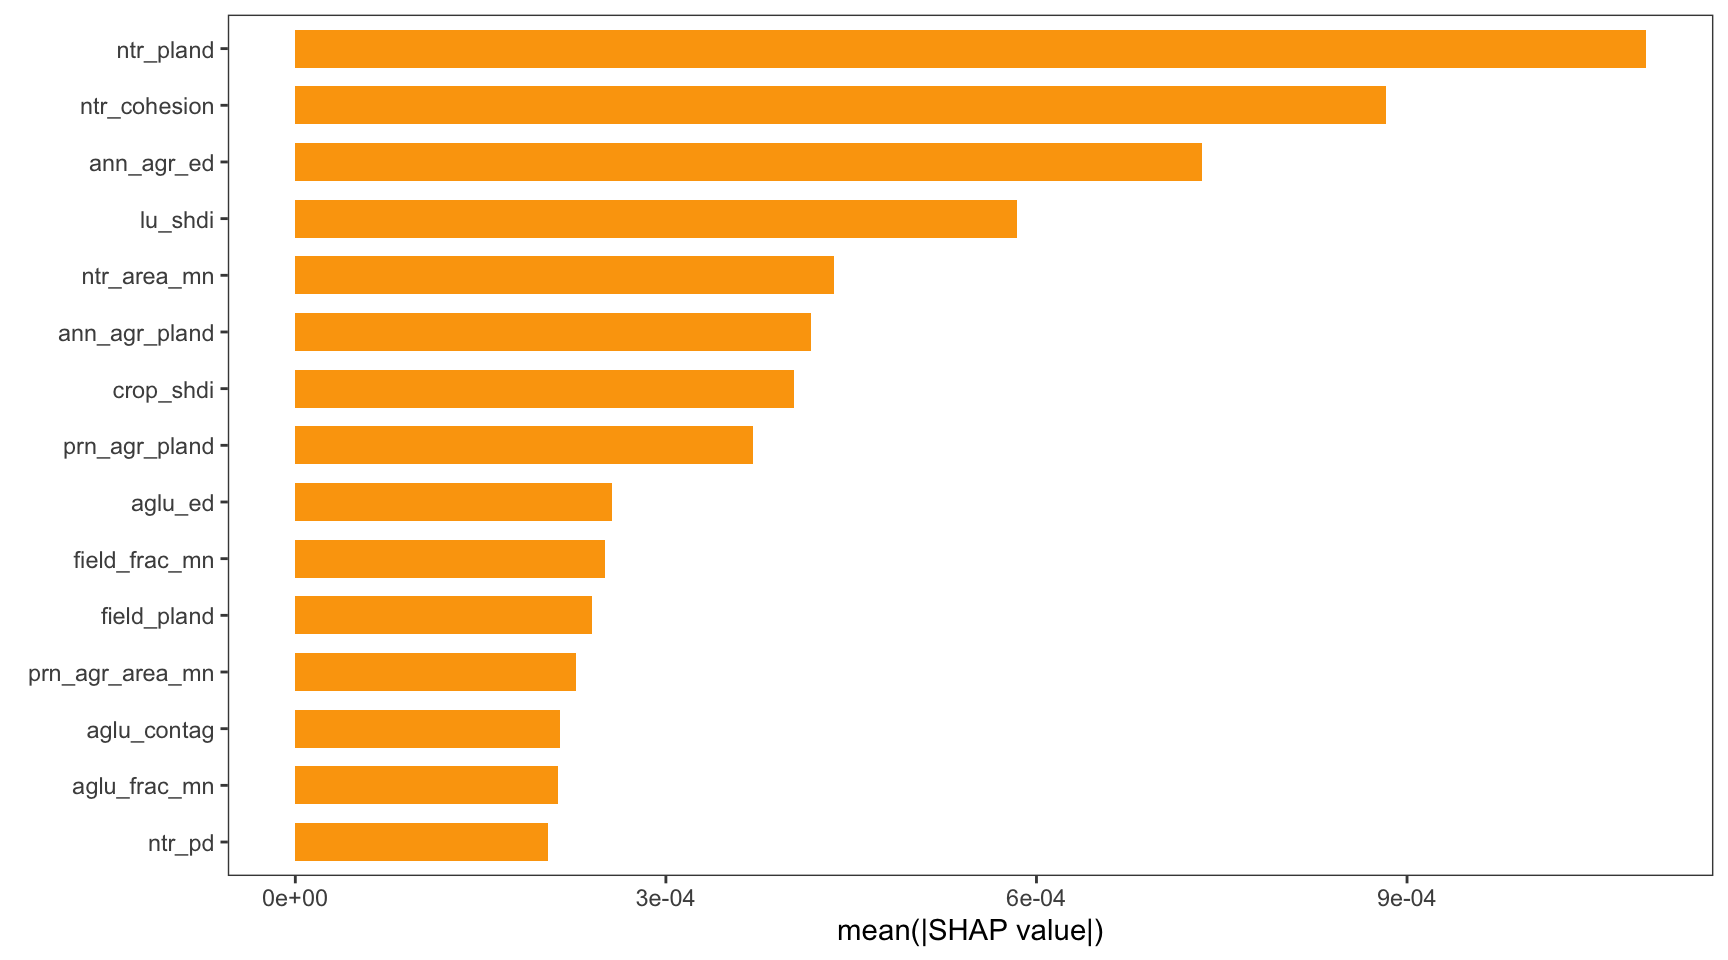 ntr_pland
ntr_cohesion
ann_agr_ed
lu_shdi
ntr_area_mn
ann_agr_pland
crop_shdi
prn_agr_pland
aglu_ed
field_frac_mn
field_pland
prn_agr_area_mn
aglu_contag
aglu_frac_mn
ntr_pd
0e+00 3e-04 6e-04 9e-04
mean(|SHAP value|)